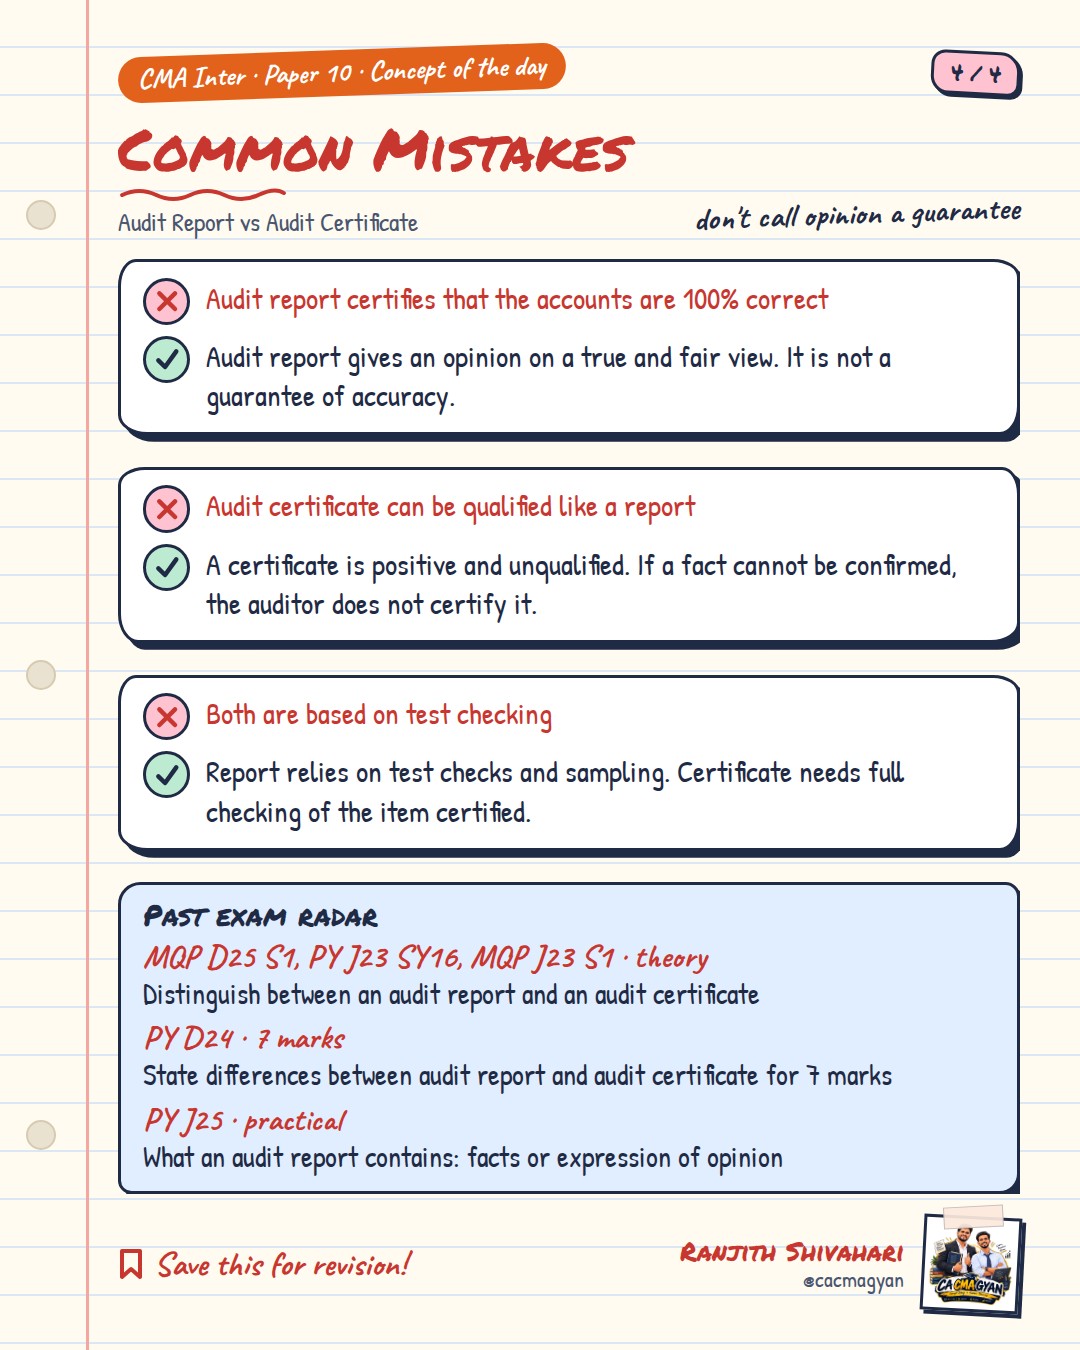 CMA Inter · Paper 10 · Concept of the day
4 / 4
Common Mistakes
Audit Report vs Audit Certificate
don't call opinion a guarantee
Audit report certifies that the accounts are 100% correct
Audit report gives an opinion on a true and fair view. It is not a
guarantee of accuracy.
Audit certificate can be qualified like a report
A certificate is positive and unqualified. If a fact cannot be confirmed,
the auditor does not certify it.
Both are based on test checking
Report relies on test checks and sampling. Certificate needs full
checking of the item certified.
Past exam radar
MQP D25 S1, PY J23 SY16, MQP J23 S1 · theory
Distinguish between an audit report and an audit certificate
PY D24 · 7 marks
State differences between audit report and audit certificate for 7 marks
PY J25 · practical
What an audit report contains: facts or expression of opinion
Save this for revision!
Ranjith Shivahari
@cacmagyan
CA CMA GYAN